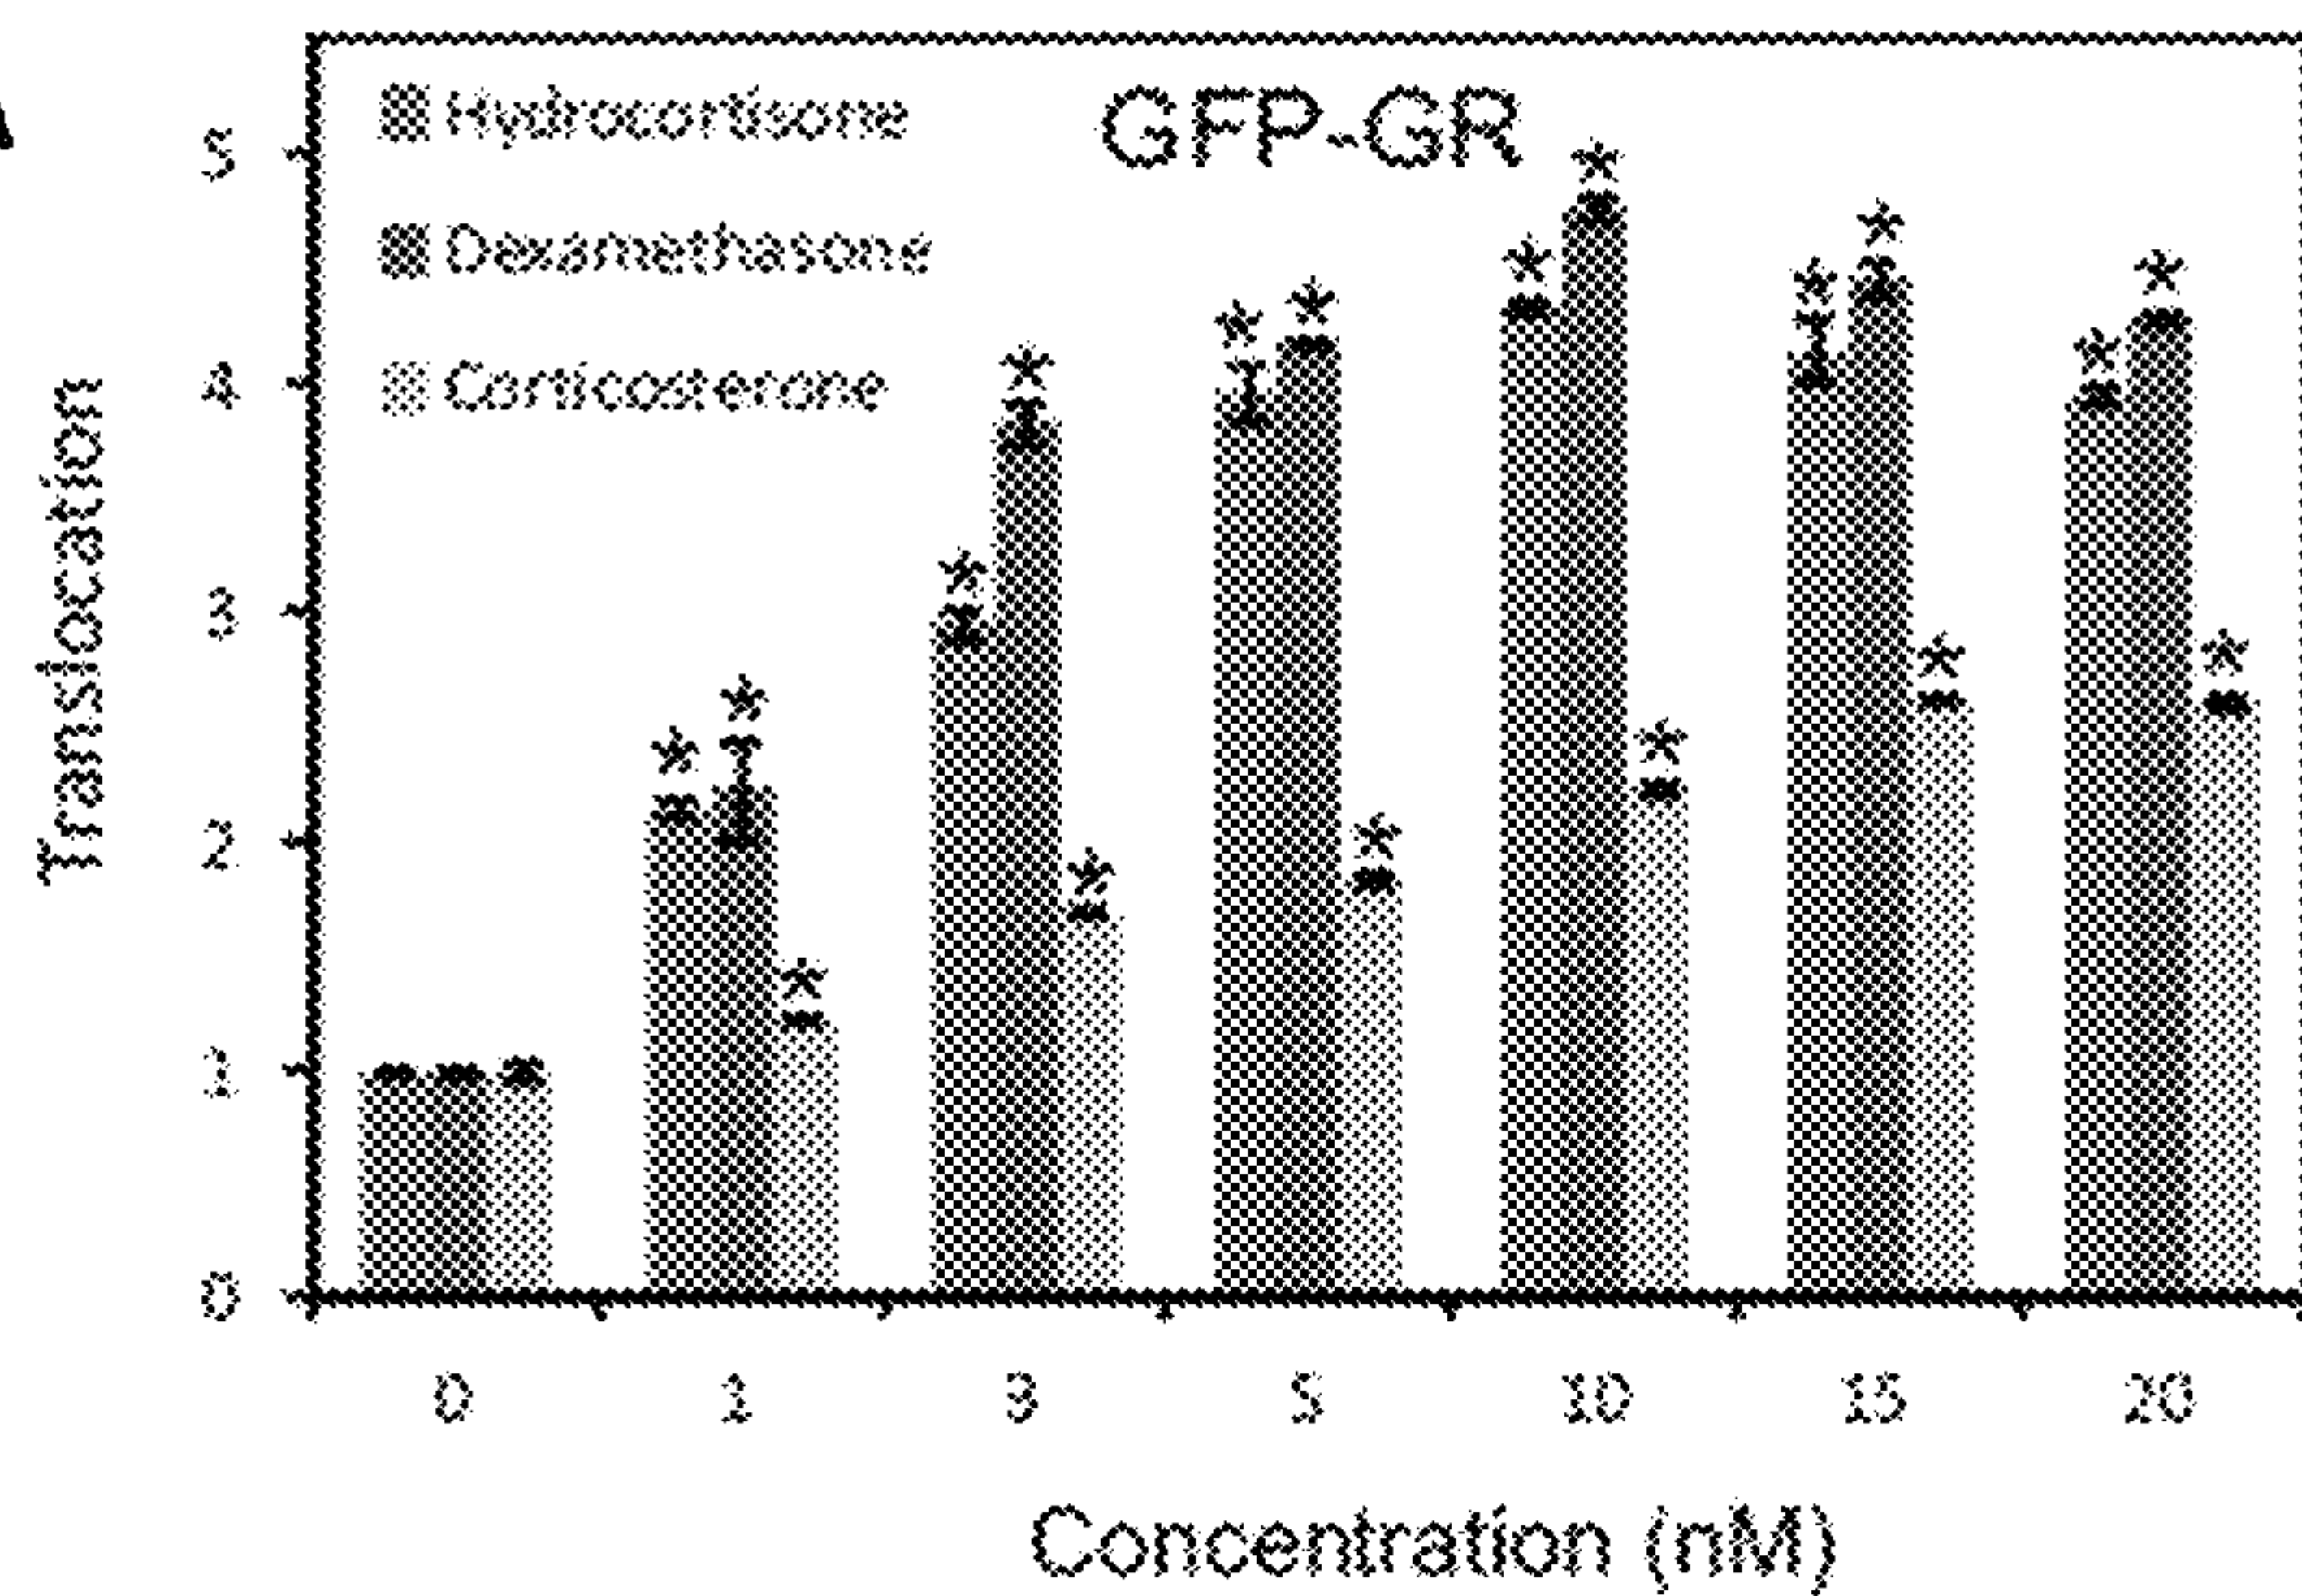 GFP-GR
Hydrocortisone
Dexamethasone
Corticosterone
Translocation
5
4
3
2
1
0
0 1 3 5 10 15 20
Concentration (nM)